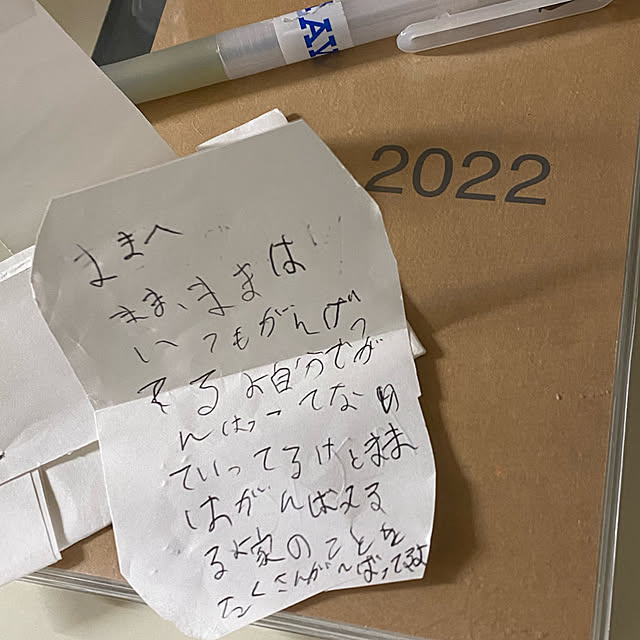 2022
ままへ
まま、ままは
いつもがんばっ
てるよ自分でが
んばってない
ていってるけどまま
はがんばえる
るよ家のことを
たくさんがんばってるよ